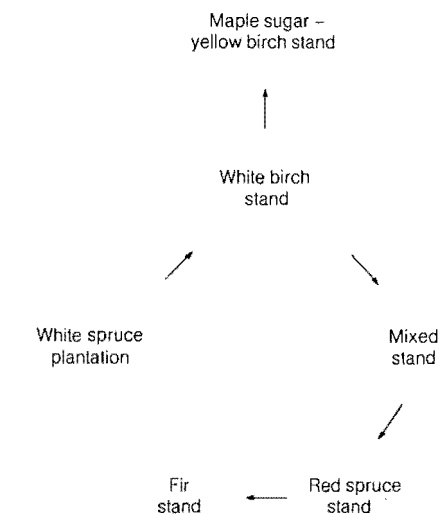 Maple sugar –
yellow birch stand
White birch
stand
White spruce
plantation
Mixed
stand
Fir
stand
Red spruce
stand